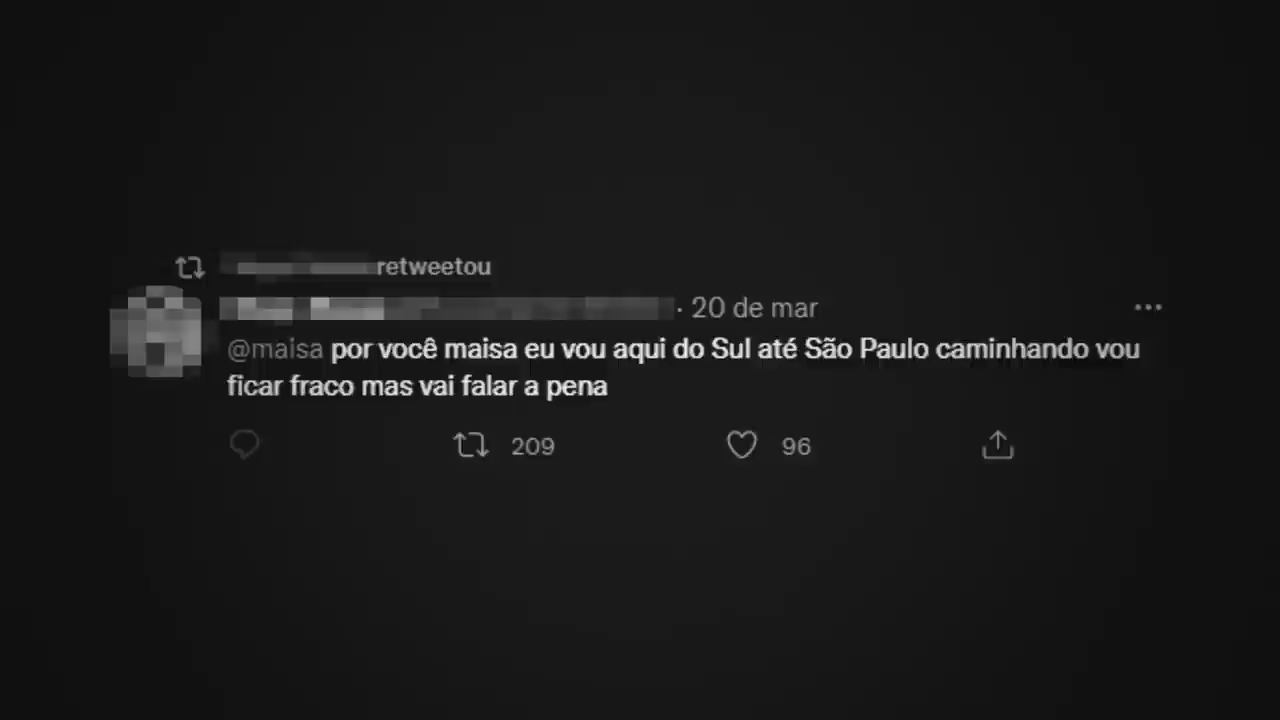 retweetou
· 20 de mar
@maisa por você maisa eu vou aqui do Sul até São Paulo caminhando vou
ficar fraco mas vai falar a pena
209 96